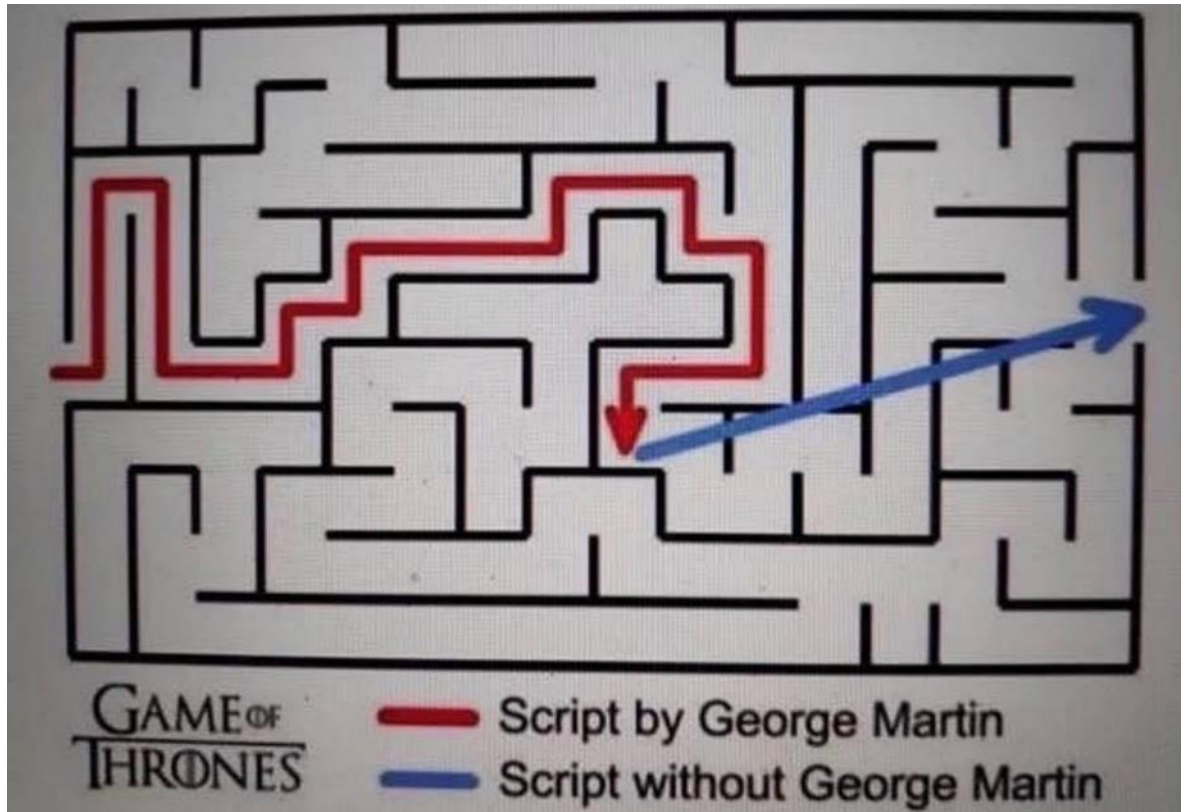 GAME OF
THRONES
Script by George Martin
Script without George Martin